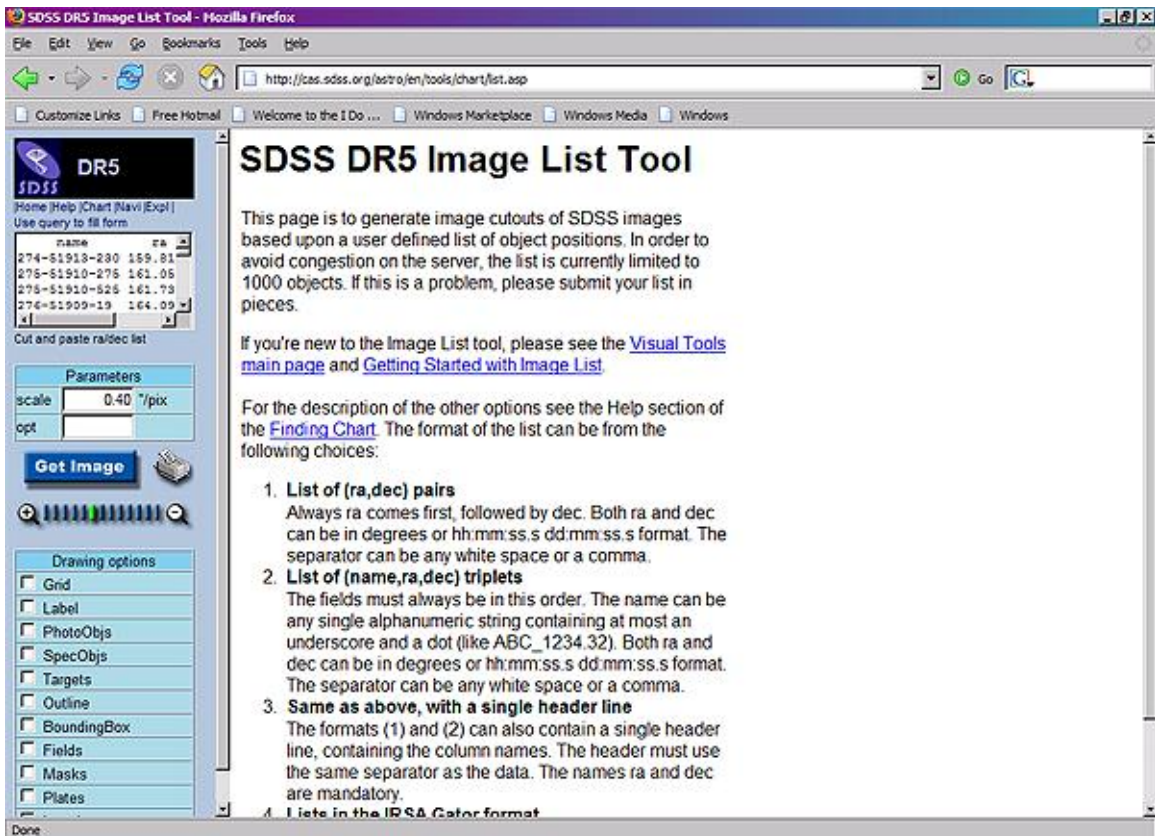 SDSS DR5 Image List Tool - Mozilla Firefox
File Edit View Go Bookmarks Tools Help
http://cas.sdss.org/astro/en/tools/chart/list.asp
Go
G
Customize Links Free Hotmail Welcome to the I Do ... Windows Marketplace Windows Media Windows
SDSS
DR5
|Home |Help |Chart |Navi |Expl |
Use query to fill form
name ra
274-51913-230 159.81
275-51910-275 161.05
275-51910-525 161.73
276-51909-19 164.09
Cut and paste ra/dec list
Parameters
scale 0.40 "/pix
opt
Get Image
Drawing options
Grid
Label
PhotoObjs
SpecObjs
Targets
Outline
BoundingBox
Fields
Masks
Plates
SDSS DR5 Image List Tool
This page is to generate image cutouts of SDSS images
based upon a user defined list of object positions. In order to
avoid congestion on the server, the list is currently limited to
1000 objects. If this is a problem, please submit your list in
pieces.
If you're new to the Image List tool, please see the Visual Tools
main page and Getting Started with Image List.
For the description of the other options see the Help section of
the Finding Chart. The format of the list can be from the
following choices:
1. List of (ra,dec) pairs
Always ra comes first, followed by dec. Both ra and dec
can be in degrees or hh:mm:ss.s dd:mm:ss.s format. The
separator can be any white space or a comma.
2. List of (name,ra,dec) triplets
The fields must always be in this order. The name can be
any single alphanumeric string containing at most an
underscore and a dot (like ABC_1234.32). Both ra and
dec can be in degrees or hh:mm:ss.s dd:mm:ss.s format.
The separator can be any white space or a comma.
3. Same as above, with a single header line
The formats (1) and (2) can also contain a single header
line, containing the column names. The header must use
the same separator as the data. The names ra and dec
are mandatory.
4. Lists in the IRSA Gator format
Done